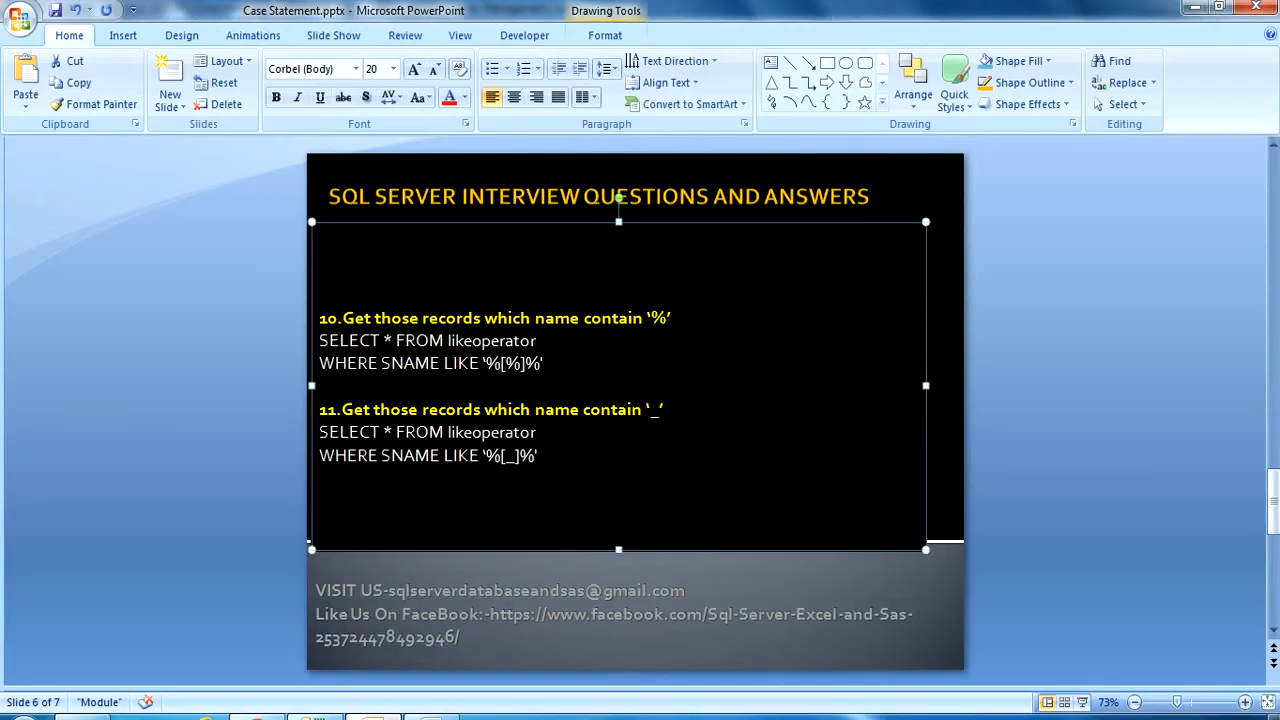 Case Statement.pptx - Microsoft PowerPoint
Drawing Tools
Home
Insert
Design
Animations
Slide Show
Review
View
Developer
Format
Paste
Cut
Copy
Format Painter
Clipboard
New
Slide
Layout
Reset
Delete
Slides
Corbel (Body)
20
Font
Text Direction
Align Text
Convert to SmartArt
Paragraph
Arrange
Quick
Styles
Shape Fill
Shape Outline
Shape Effects
Drawing
Find
Replace
Select
Editing
SQL SERVER INTERVIEW QUESTIONS AND ANSWERS
10.Get those records which name contain ‘%’
SELECT * FROM likeoperator
WHERE SNAME LIKE ‘%[%]%'
11.Get those records which name contain ‘_’
SELECT * FROM likeoperator
WHERE SNAME LIKE ‘%[_]%'
VISIT US-sqlserverdatabaseandsas@gmail.com
Like Us On FaceBook:-https://www.facebook.com/Sql-Server-Excel-and-Sas-
253724478492946/
Slide 6 of 7
"Module"
73%